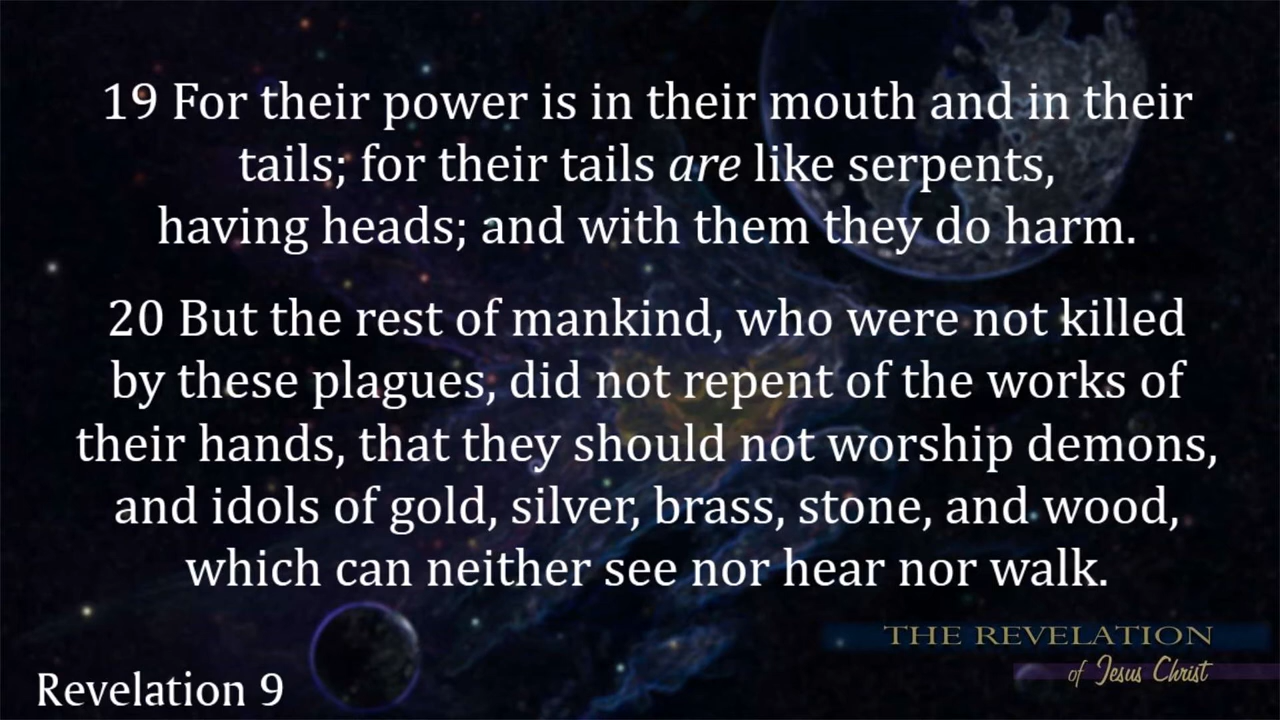 19 For their power is in their mouth and in their
tails; for their tails are like serpents,
having heads; and with them they do harm.
20 But the rest of mankind, who were not killed
by these plagues, did not repent of the works of
their hands, that they should not worship demons,
and idols of gold, silver, brass, stone, and wood,
which can neither see nor hear nor walk.
THE REVELATION
of Jesus Christ
Revelation 9